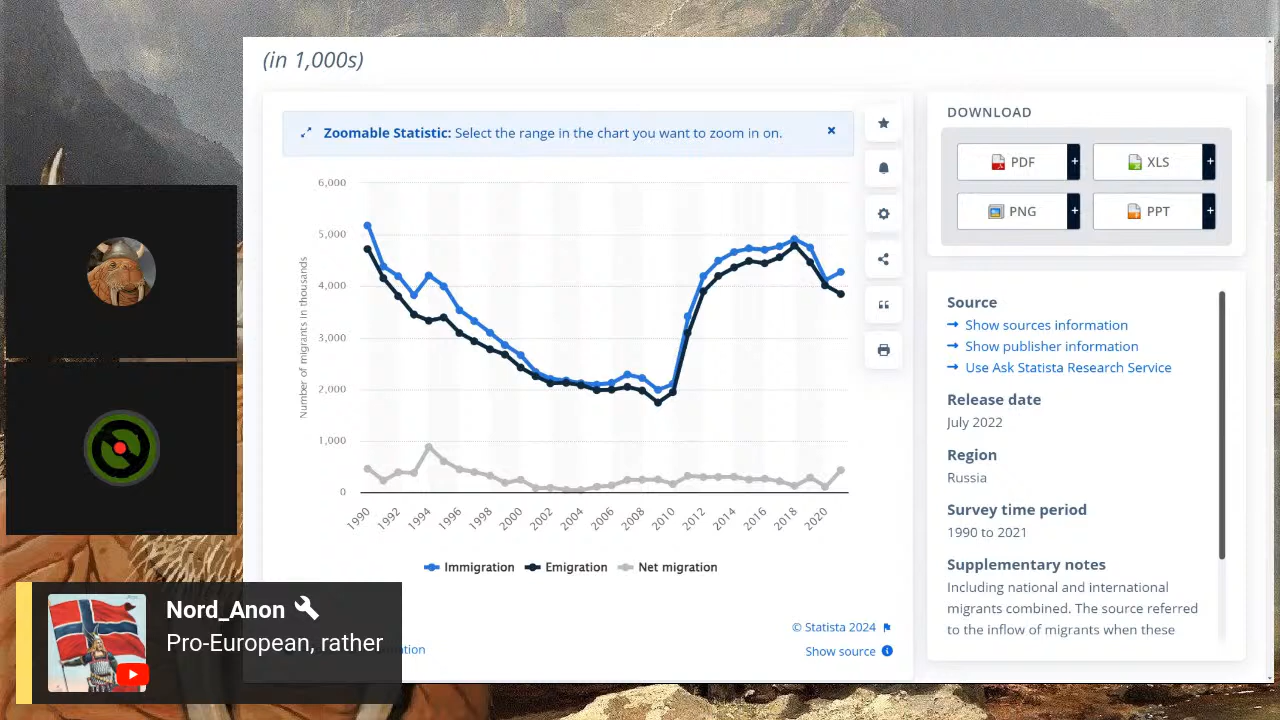 (in 1,000s)
Zoomable Statistic: Select the range in the chart you want to zoom in on.
6,000
5,000
4,000
3,000
2,000
1,000
0
Number of migrants in thousands
1990
1992
1994
1996
1998
2000
2002
2004
2006
2008
2010
2012
2014
2016
2018
2020
Immigration
Emigration
Net migration
© Statista 2024
Show source
DOWNLOAD
PDF +
XLS +
PNG +
PPT +
Source
Show sources information
Show publisher information
Use Ask Statista Research Service
Release date
July 2022
Region
Russia
Survey time period
1990 to 2021
Supplementary notes
Including national and international
migrants combined. The source referred
to the inflow of migrants when these
Nord_Anon
Pro-European, rather